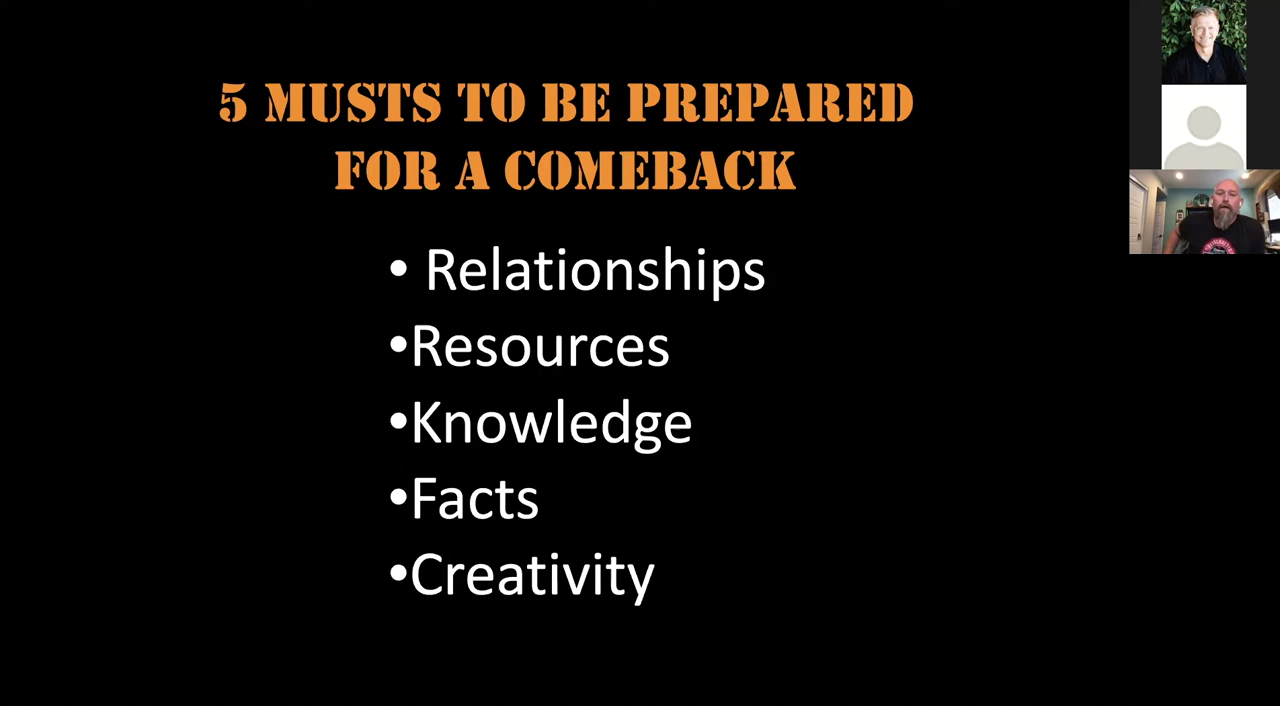 5 MUSTS TO BE PREPARED
FOR A COMEBACK
• Relationships
•Resources
•Knowledge
•Facts
•Creativity